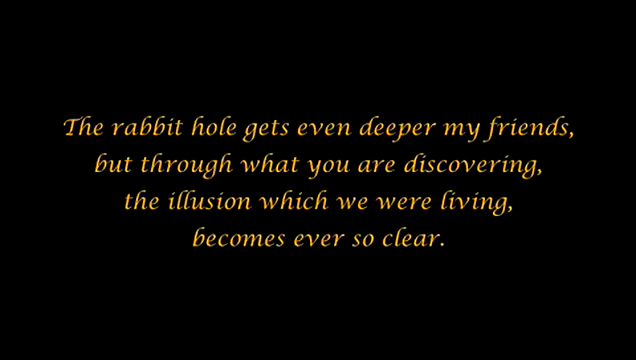 The rabbit hole gets even deeper my friends,
but through what you are discovering,
the illusion which we were living,
becomes ever so clear.